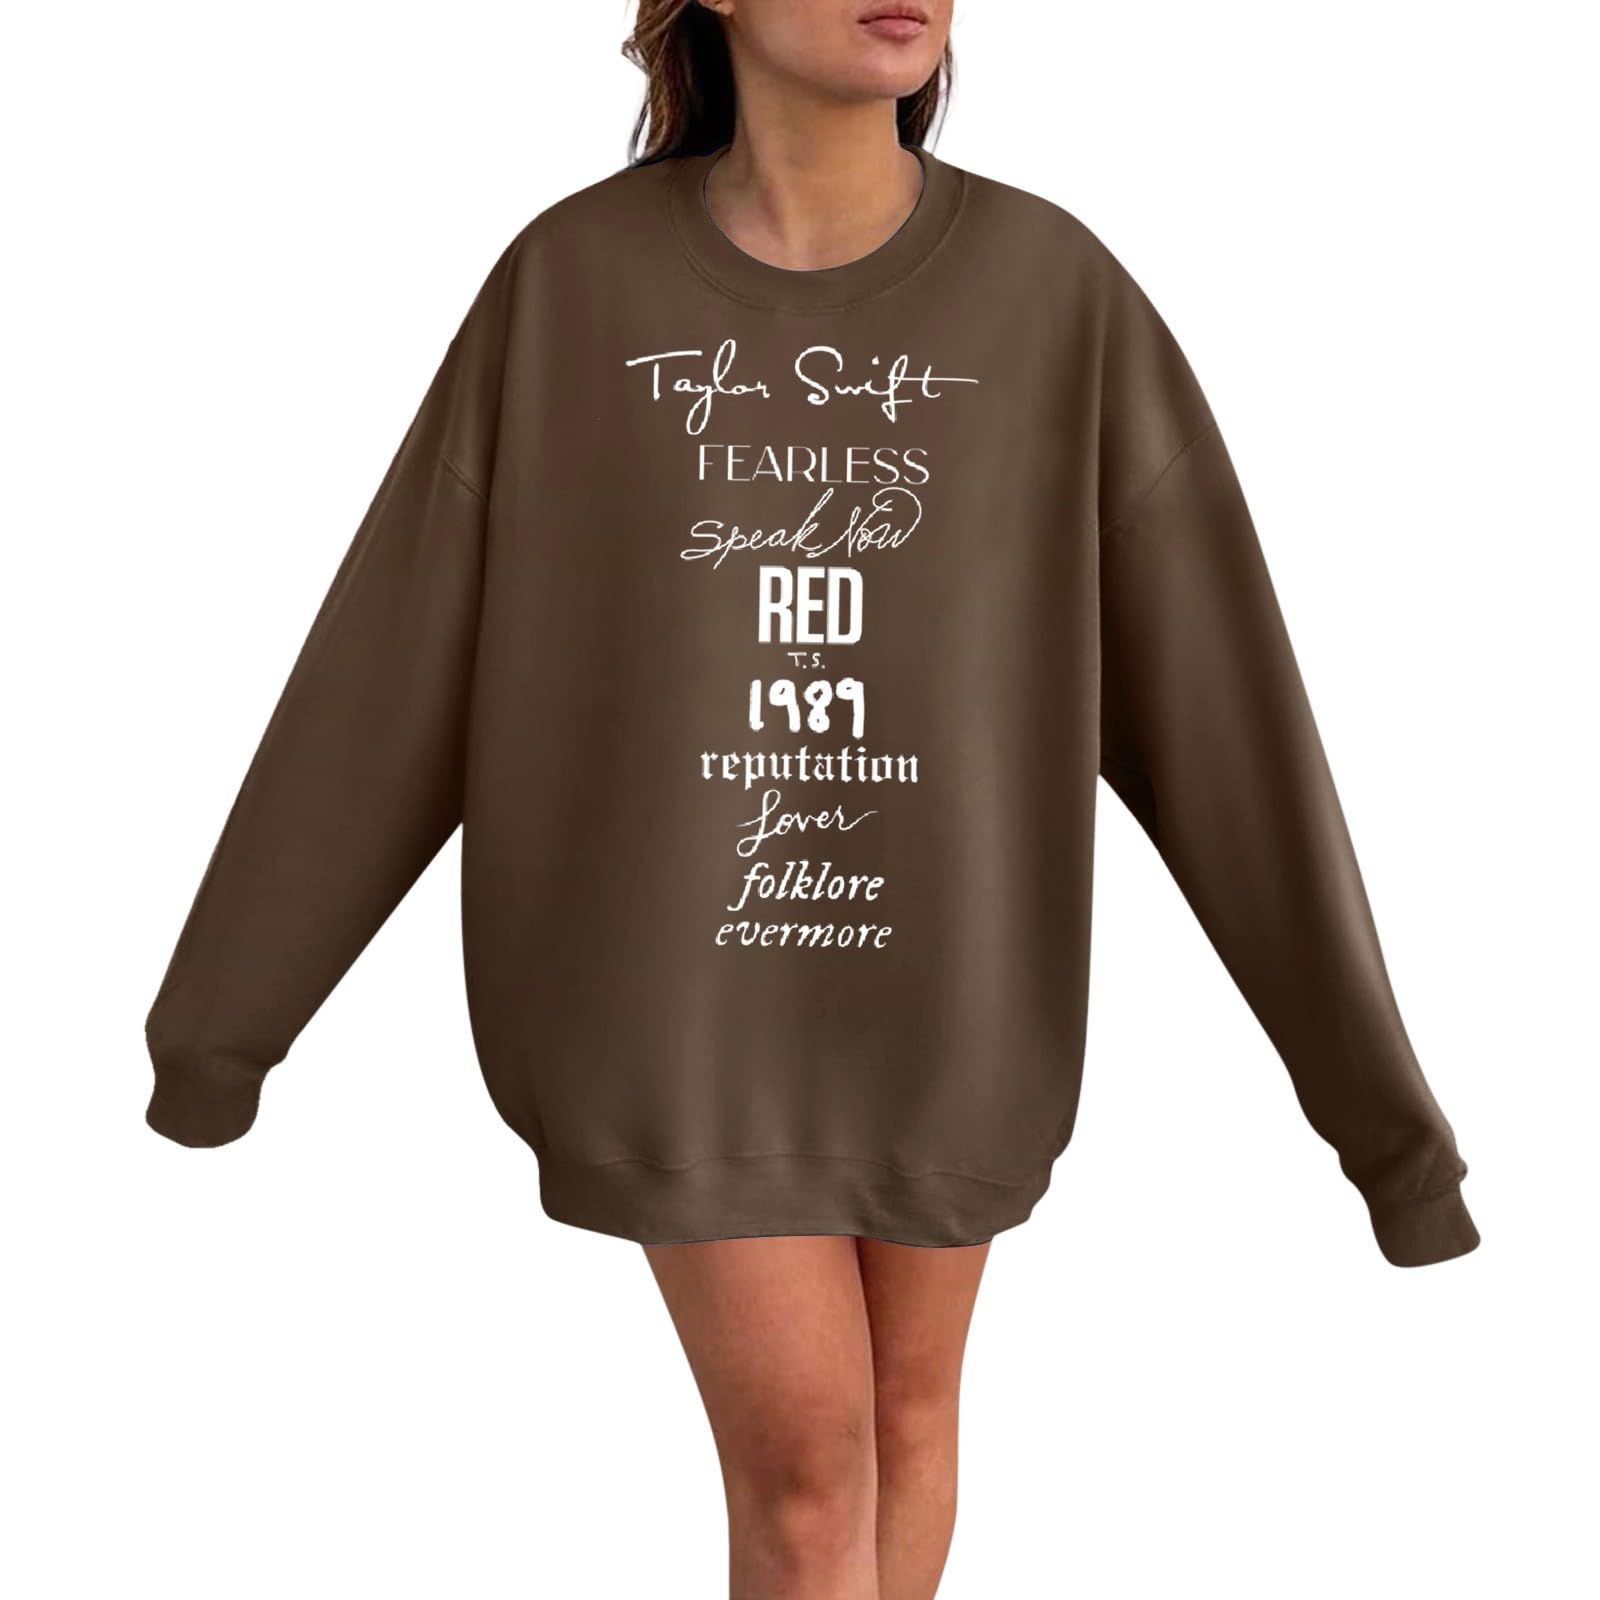 Taylor Swift
FEARLESS
Speak Now
RED
T.S.
1989
reputation
Lover
folklore
evermore